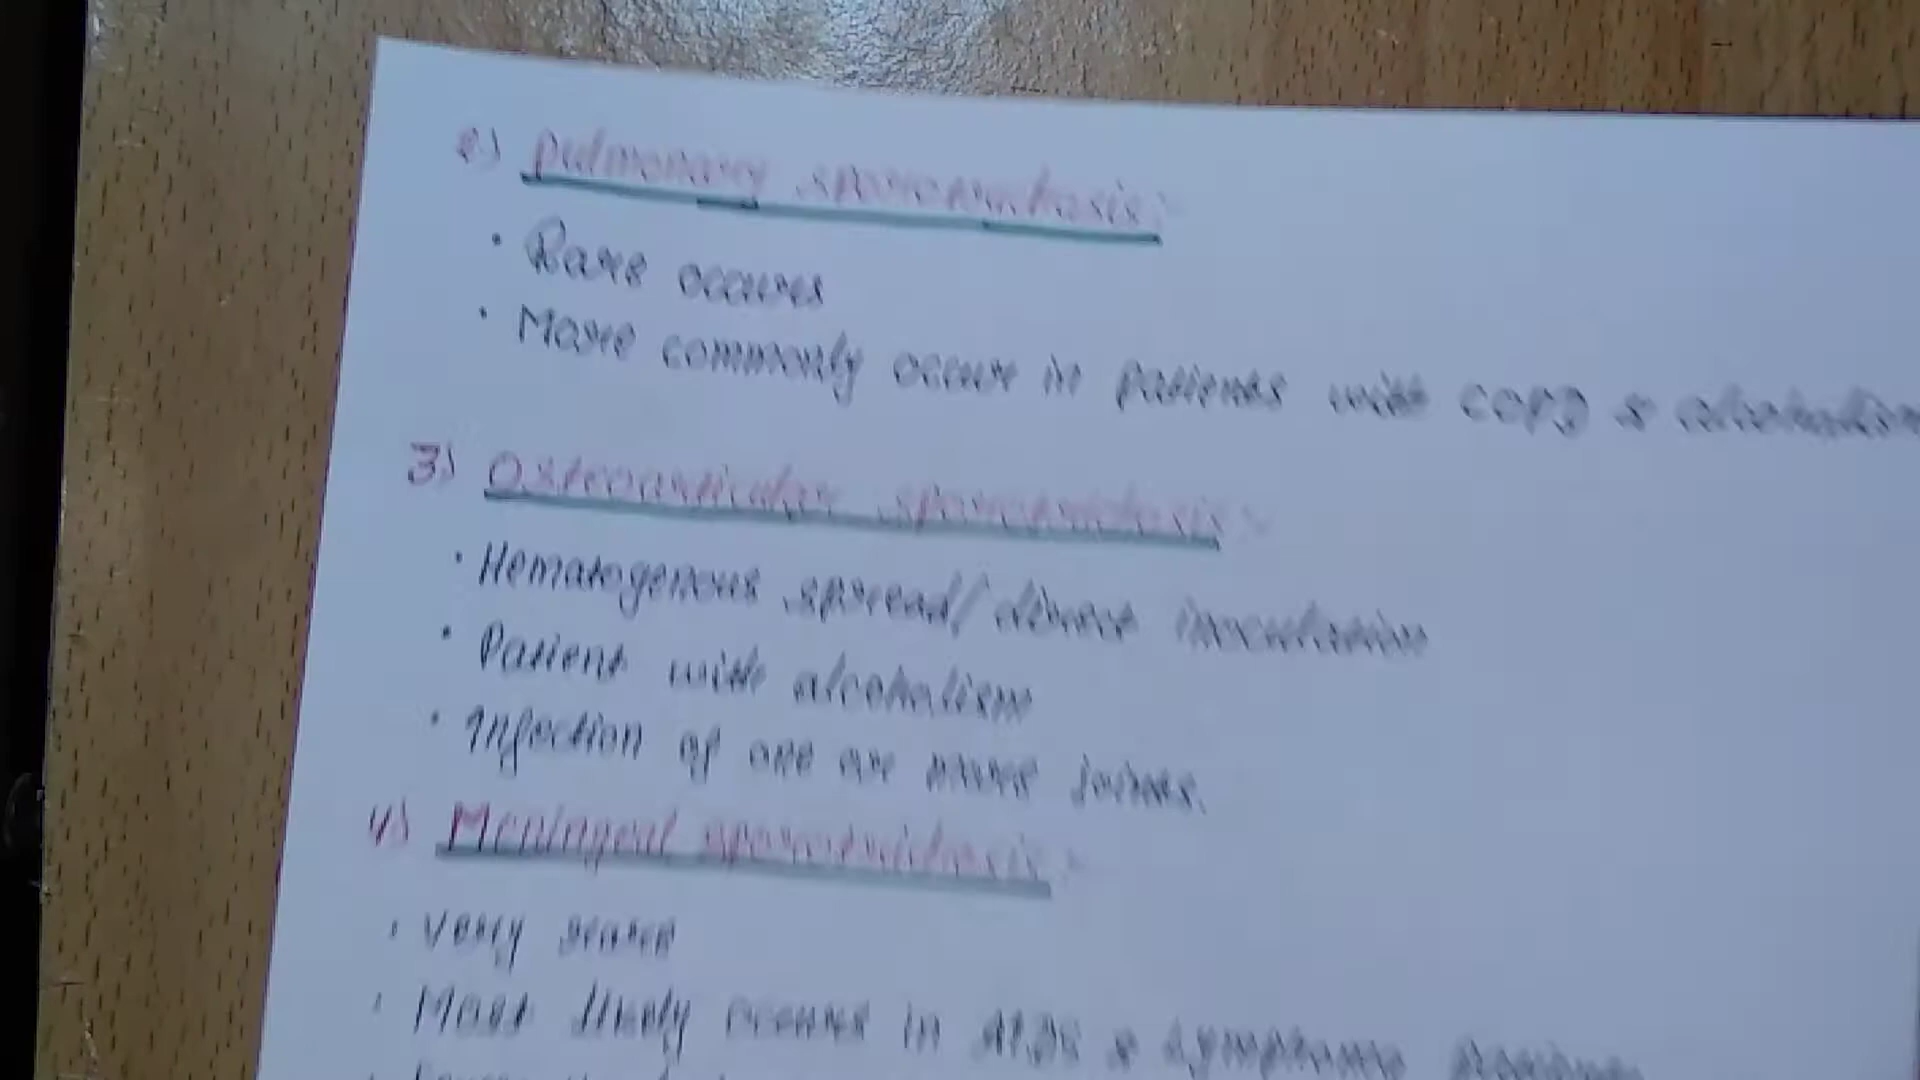 2) Pulmonary sporotrichosis:-
• Rare occurs
• More commonly occur in patients with COPD & alcoholism
3) Osteoarticular sporotrichosis:-
• Hematogenous spread/ direct inoculation
• Patient with alcoholism
• Infection of one or more joints.
4) Meningeal sporotrichosis:-
• Very rare
• Most likely occurs in AIDS & Lymphoma